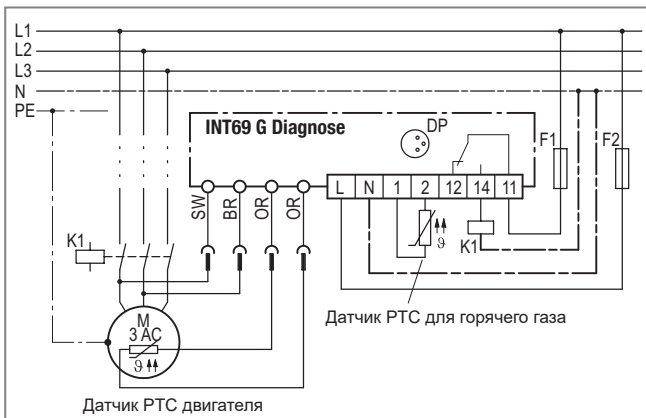 L1
L2
L3
N
PE
INT69 G Diagnose
DP
F1
F2
L N 1 2 12 14 11
SW BR OR OR
K1
ϑ
K1
Датчик PTC для горячего газа
M
3 AC
ϑ
Датчик PTC двигателя